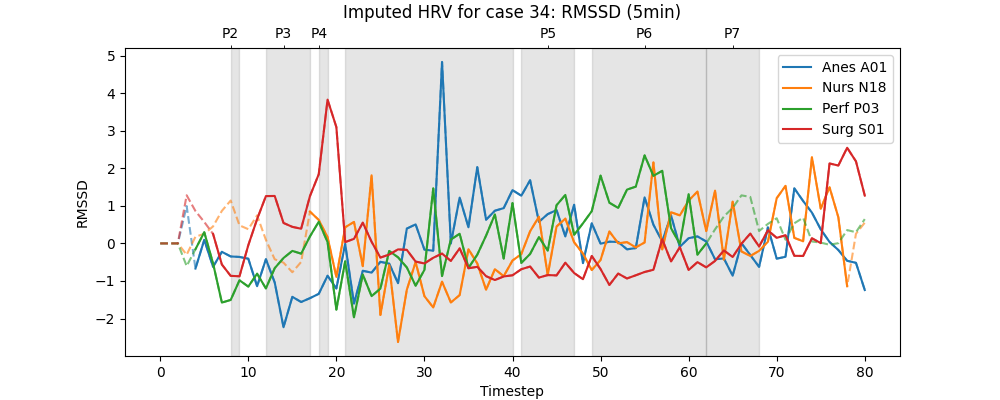 Imputed HRV for case 34: RMSSD (5min)
P2 P3 P4 P5 P6 P7
Anes A01
Nurs N18
Perf P03
Surg S01
RMSSD
5
4
3
2
1
0
−1
−2
0 10 20 30 40 50 60 70 80
Timestep